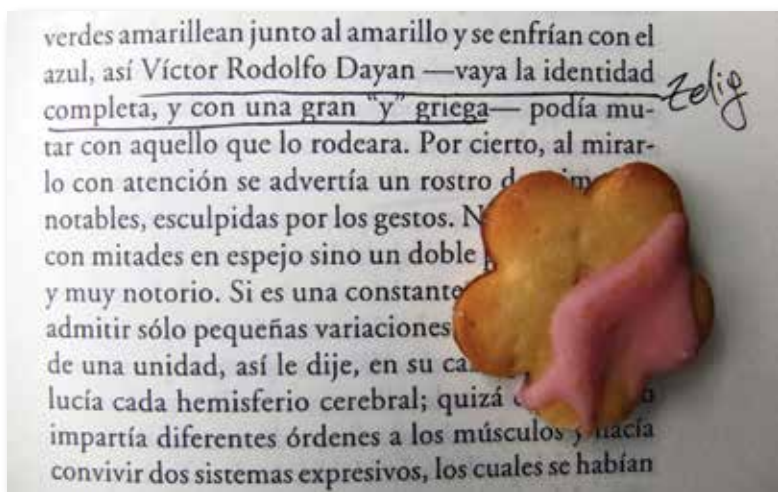 verdes amarillean junto al amarillo y se enfrían con el
azul, así Víctor Rodolfo Dayan —vaya la identidad
completa, y con una gran “y” griega— podía mu-
Zelig
tar con aquello que lo rodeara. Por cierto, al mirar-
lo con atención se advertía un rostro
notables, esculpidas por los gestos.
con mitades en espejo sino un doble
y muy notorio. Si es una constante
admitir sólo pequeñas variaciones
de una unidad, así le dije, en su
lucía cada hemisferio cerebral; quizá
impartía diferentes órdenes a los músculos y hacía
convivir dos sistemas expresivos, los cuales se habían